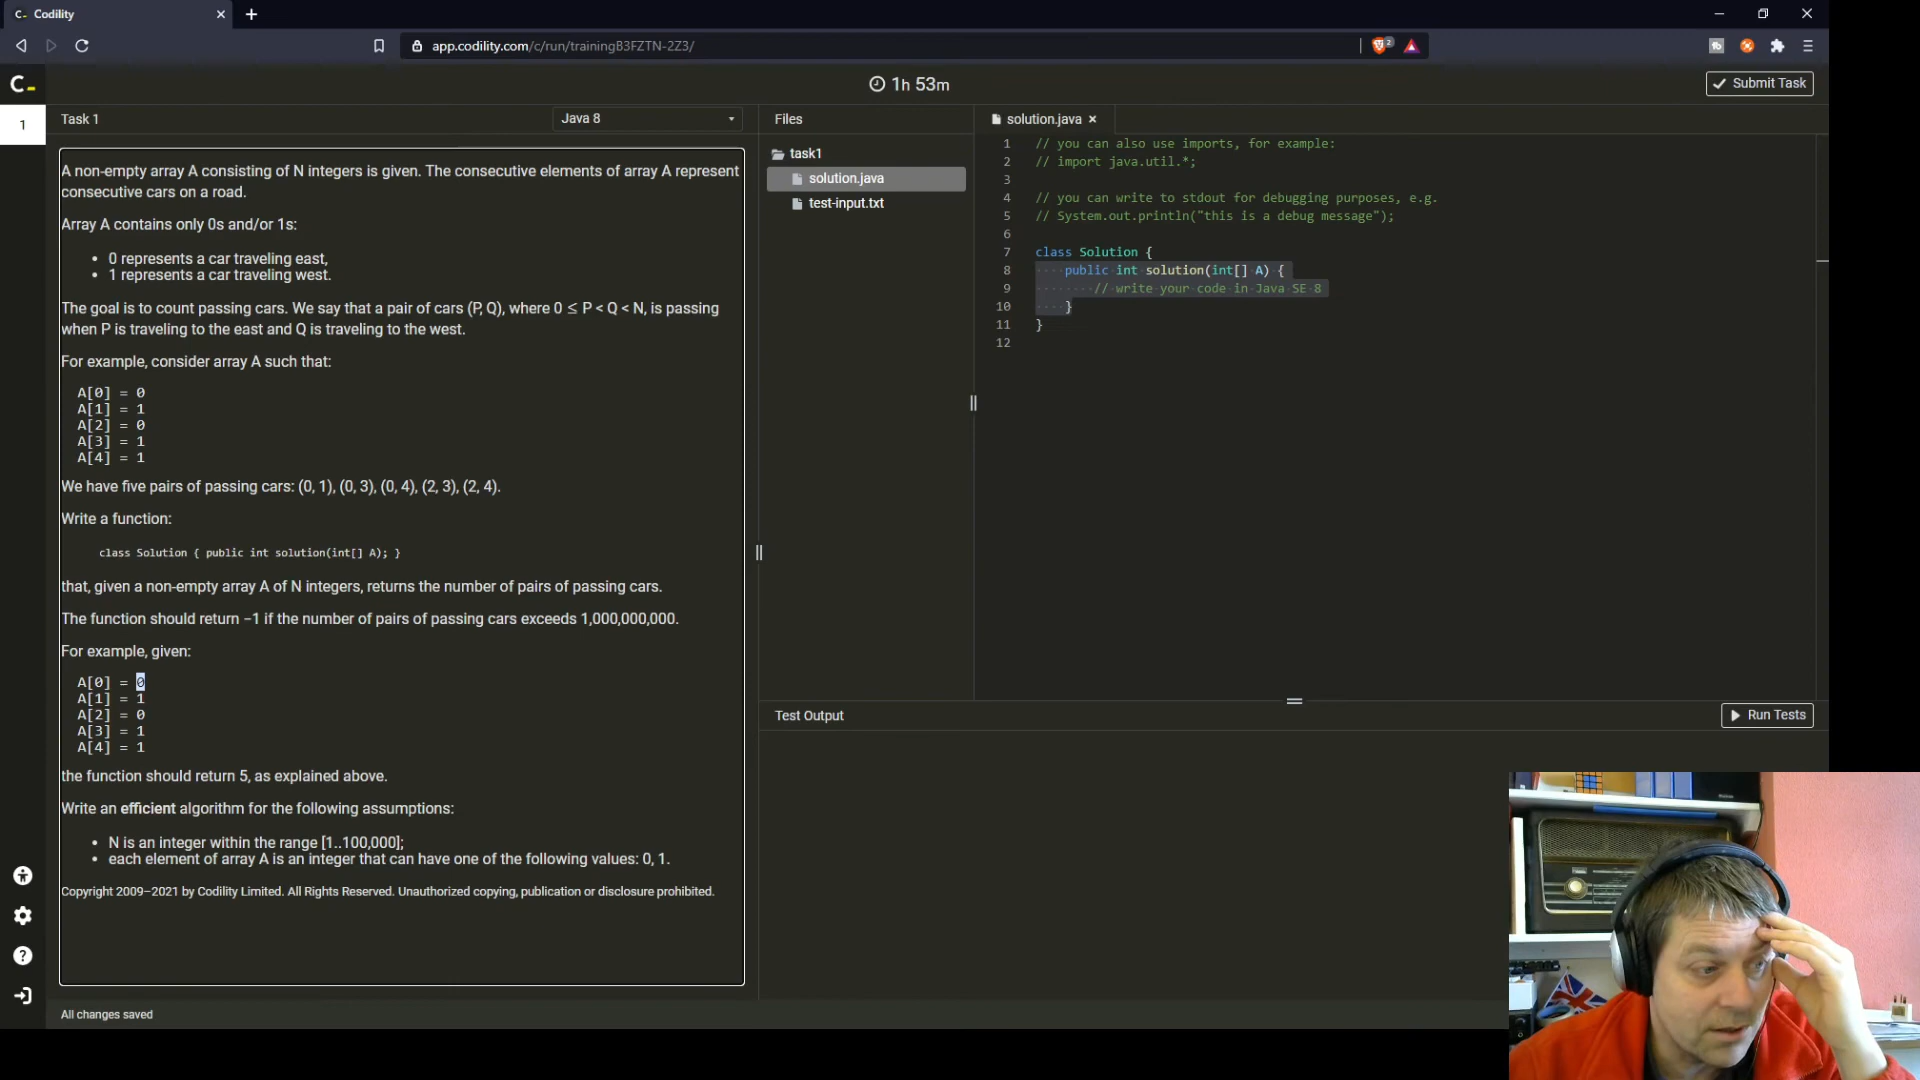 C_ Codility
app.codility.com/c/run/trainingB3FZTN-2Z3/
2
C_
1h 53m
Submit Task
1
Task 1
Java 8
A non-empty array A consisting of N integers is given. The consecutive elements of array A represent
consecutive cars on a road.
Array A contains only 0s and/or 1s:
• 0 represents a car traveling east,
• 1 represents a car traveling west.
The goal is to count passing cars. We say that a pair of cars (P, Q), where 0 ≤ P < Q < N, is passing
when P is traveling to the east and Q is traveling to the west.
For example, consider array A such that:
A[0] = 0
A[1] = 1
A[2] = 0
A[3] = 1
A[4] = 1
We have five pairs of passing cars: (0, 1), (0, 3), (0, 4), (2, 3), (2, 4).
Write a function:
class Solution { public int solution(int[] A); }
that, given a non-empty array A of N integers, returns the number of pairs of passing cars.
The function should return −1 if the number of pairs of passing cars exceeds 1,000,000,000.
For example, given:
A[0] = 0
A[1] = 1
A[2] = 0
A[3] = 1
A[4] = 1
the function should return 5, as explained above.
Write an efficient algorithm for the following assumptions:
• N is an integer within the range [1..100,000];
• each element of array A is an integer that can have one of the following values: 0, 1.
Copyright 2009–2021 by Codility Limited. All Rights Reserved. Unauthorized copying, publication or disclosure prohibited.
All changes saved
Files
task1
solution.java
test-input.txt
solution.java
1 // you can also use imports, for example:
2 // import java.util.*;
3
4 // you can write to stdout for debugging purposes, e.g.
5 // System.out.println("this is a debug message");
6
7 class Solution {
8 public int solution(int[] A) {
9 // write your code in Java SE 8
10 }
11 }
12
Test Output
Run Tests